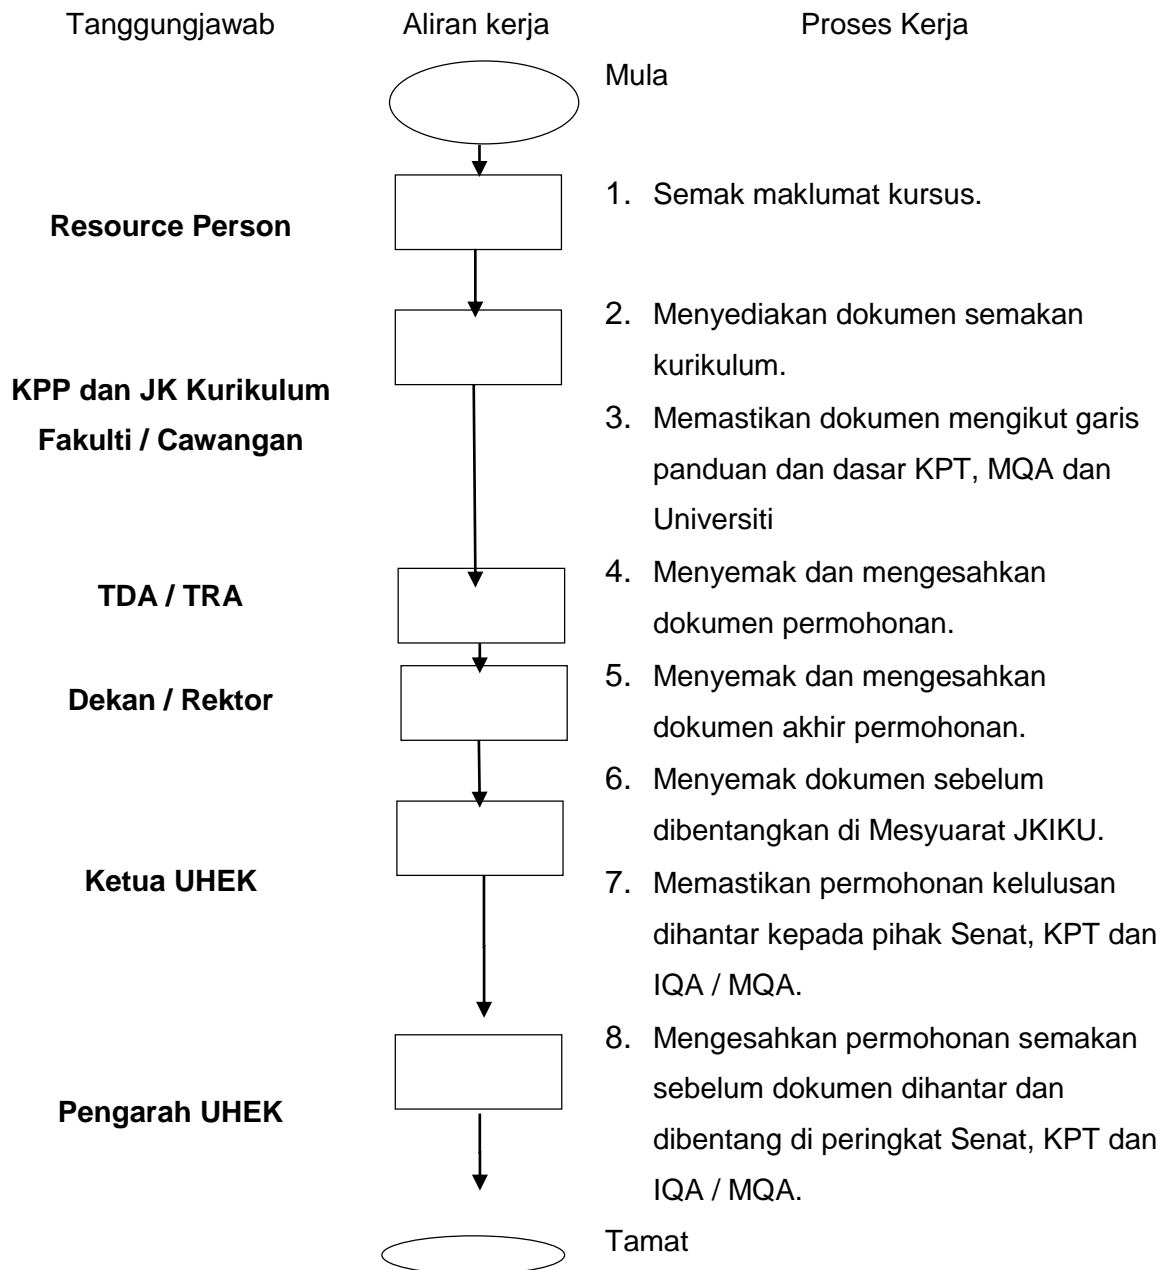 Tanggungjawab Aliran kerja Proses Kerja
Mula
Resource Person
1. Semak maklumat kursus.
KPP dan JK Kurikulum
Fakulti / Cawangan
2. Menyediakan dokumen semakan
kurikulum.
3. Memastikan dokumen mengikut garis
panduan dan dasar KPT, MQA dan
Universiti
TDA / TRA
4. Menyemak dan mengesahkan
dokumen permohonan.
Dekan / Rektor
5. Menyemak dan mengesahkan
dokumen akhir permohonan.
Ketua UHEK
6. Menyemak dokumen sebelum
dibentangkan di Mesyuarat JKIKU.
7. Memastikan permohonan kelulusan
dihantar kepada pihak Senat, KPT dan
IQA / MQA.
Pengarah UHEK
8. Mengesahkan permohonan semakan
sebelum dokumen dihantar dan
dibentang di peringkat Senat, KPT dan
IQA / MQA.
Tamat